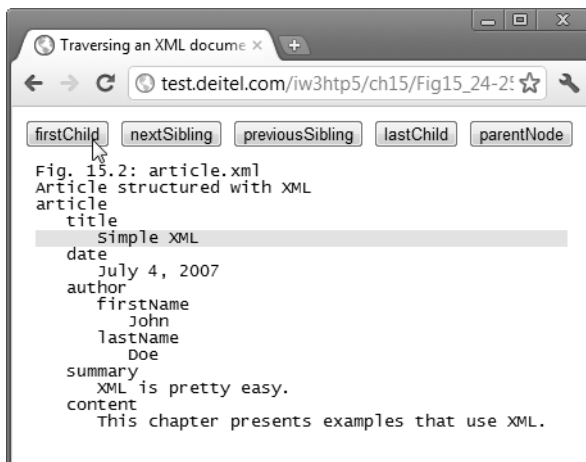 Traversing an XML docume
test.deitel.com/iw3htp5/ch15/Fig15_24-25
firstChild nextSibling previousSibling lastChild parentNode
Fig. 15.2: article.xml
Article structured with XML
article
title
Simple XML
date
July 4, 2007
author
firstName
John
lastName
Doe
summary
XML is pretty easy.
content
This chapter presents examples that use XML.